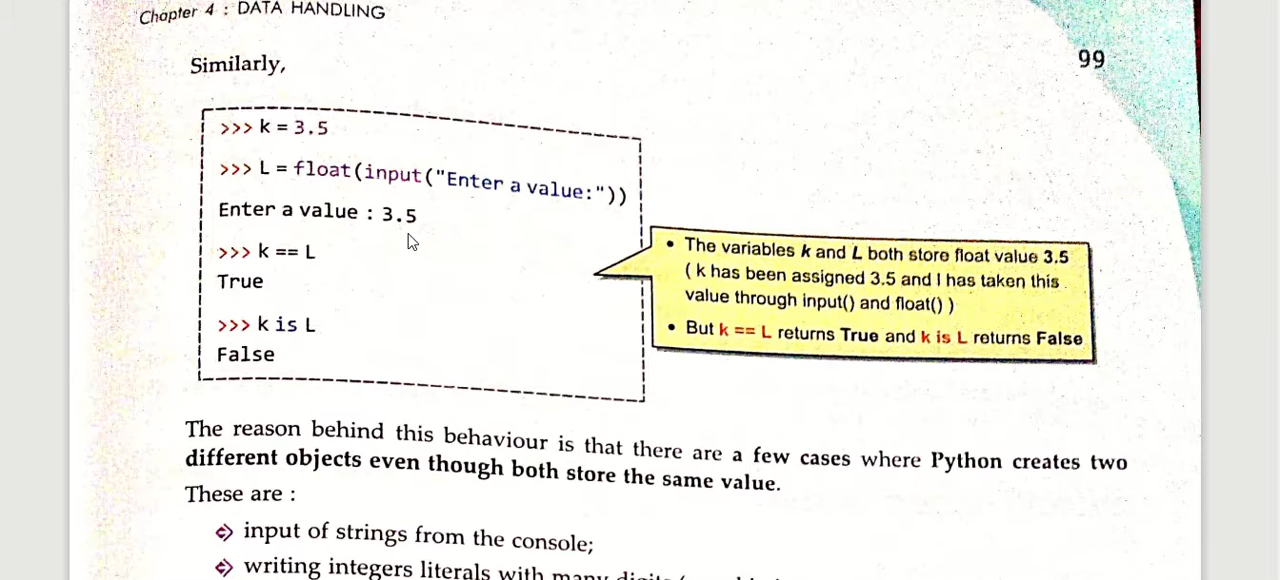 Chapter 4 : DATA HANDLING
99
Similarly,
>>> k = 3.5
>>> L = float(input("Enter a value:"))
Enter a value : 3.5
>>> k == L
True
>>> k is L
False
• The variables k and L both store float value 3.5
( k has been assigned 3.5 and l has taken this
value through input() and float() )
• But k == L returns True and k is L returns False
The reason behind this behaviour is that there are a few cases where Python creates two
different objects even though both store the same value.
These are :
input of strings from the console;
writing integers literals with many digits